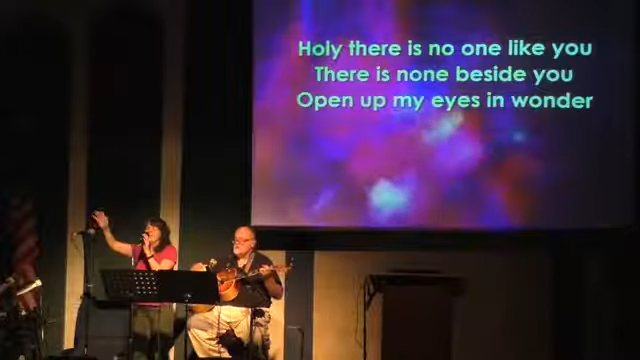 Holy there is no one like you
There is none beside you
Open up my eyes in wonder